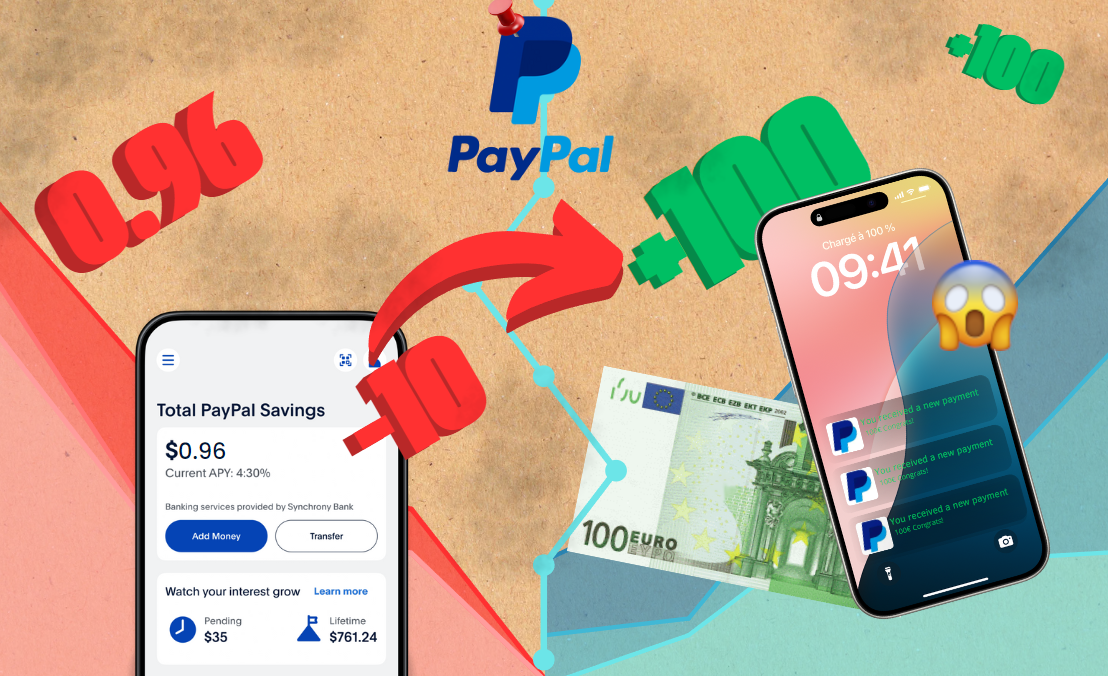 +100
PayPal
0.96
+100
Chargé à 100 %
09:41
-10
Total PayPal Savings
$0.96
Current APY: 4:30%
Banking services provided by Synchrony Bank
Add Money
Transfer
Watch your interest grow
Learn more
Pending
$35
Lifetime
$761.24
BCE ECB EZB EKT EKP 2002
100 EURO
ΕΥΡΩ
You received a new payment
100€ Congrats!
You received a new payment
100€ Congrats!
You received a new payment
100€ Congrats!